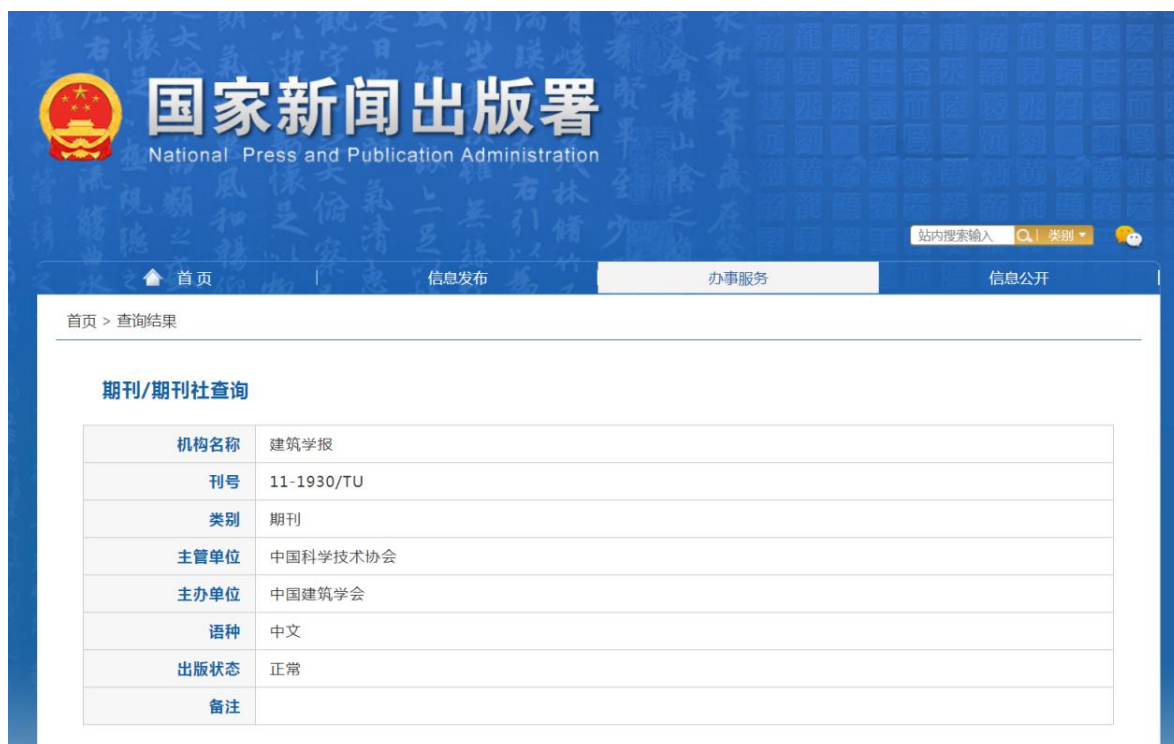 国家新闻出版署
National Press and Publication Administration
站内搜索输入 类别
首页 信息发布 办事服务 信息公开
首页 > 查询结果
期刊/期刊社查询
机构名称 建筑学报
刊号 11-1930/TU
类别 期刊
主管单位 中国科学技术协会
主办单位 中国建筑学会
语种 中文
出版状态 正常
备注